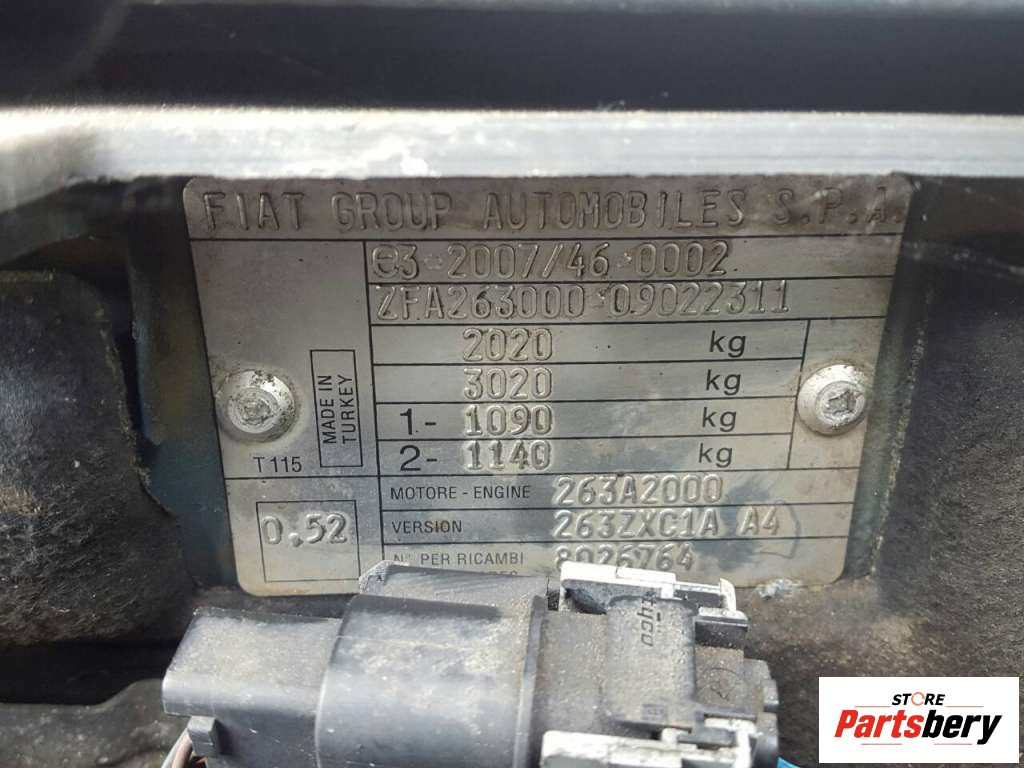 FIAT GROUP AUTOMOBILES S.P.A.
e3 2007/46 0002
ZFA263000 09022311
2020 kg
3020 kg
1- 1090 kg
2- 1140 kg
MADE IN
TURKEY
T115
0.52
MOTORE - ENGINE 263A2000
VERSION 263ZXC1A A4
N° PER RICAMBI 8026764
STORE
Partsbery